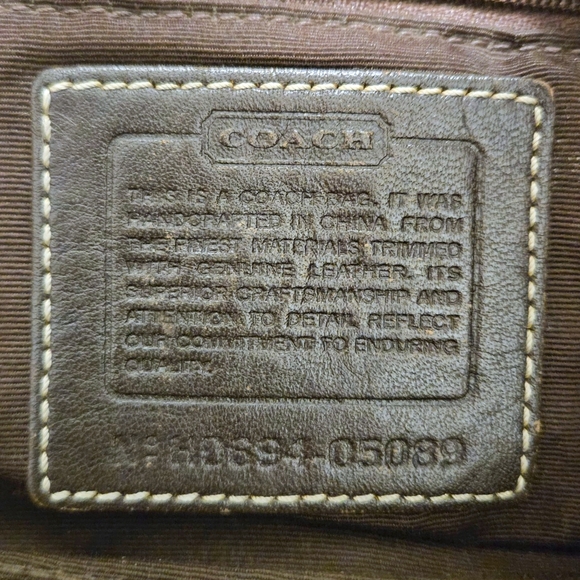 COACH
THIS IS A COACH BAG. IT WAS
HANDCRAFTED IN CHINA FROM
THE FINEST MATERIALS TRIMMED
WITH GENUINE LEATHER. ITS
SUPERIOR CRAFTSMANSHIP AND
ATTENTION TO DETAIL REFLECT
OUR COMMITMENT TO ENDURING
QUALITY.